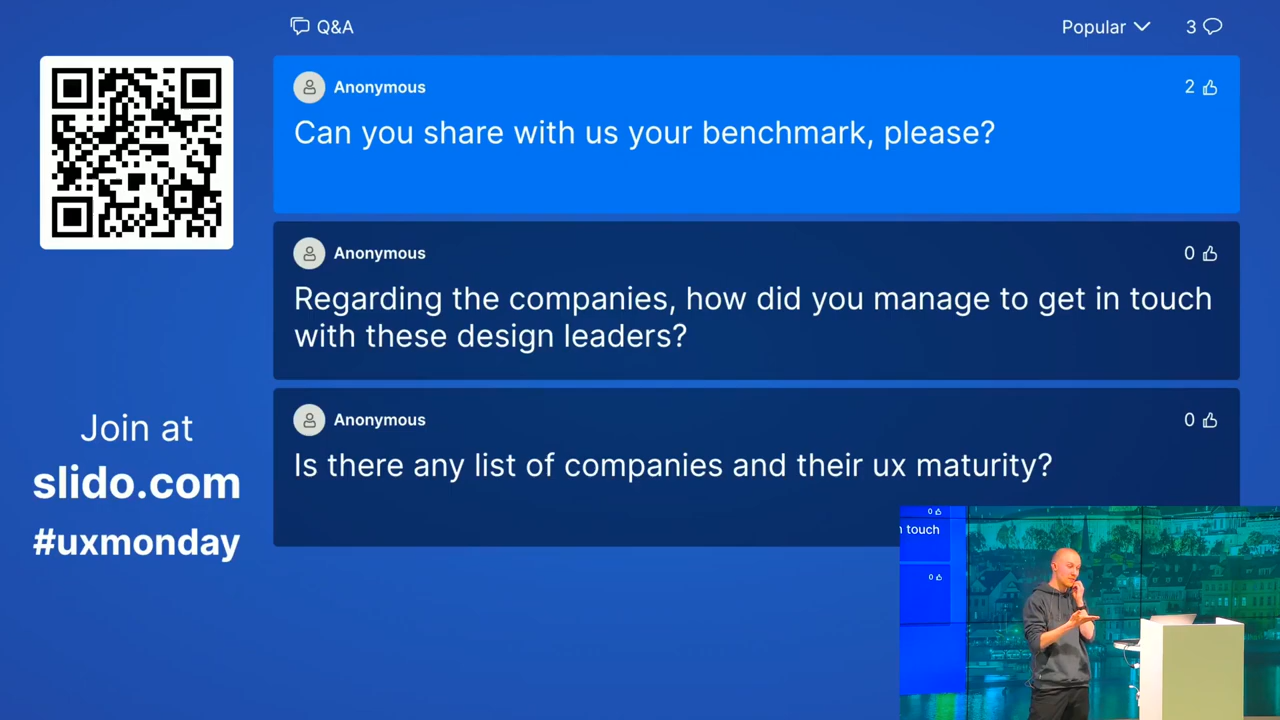 Q&A
Popular
3
Anonymous
2
Can you share with us your benchmark, please?
Anonymous
0
Regarding the companies, how did you manage to get in touch
with these design leaders?
Anonymous
0
Is there any list of companies and their ux maturity?
Join at
slido.com
#uxmonday
0
touch
0